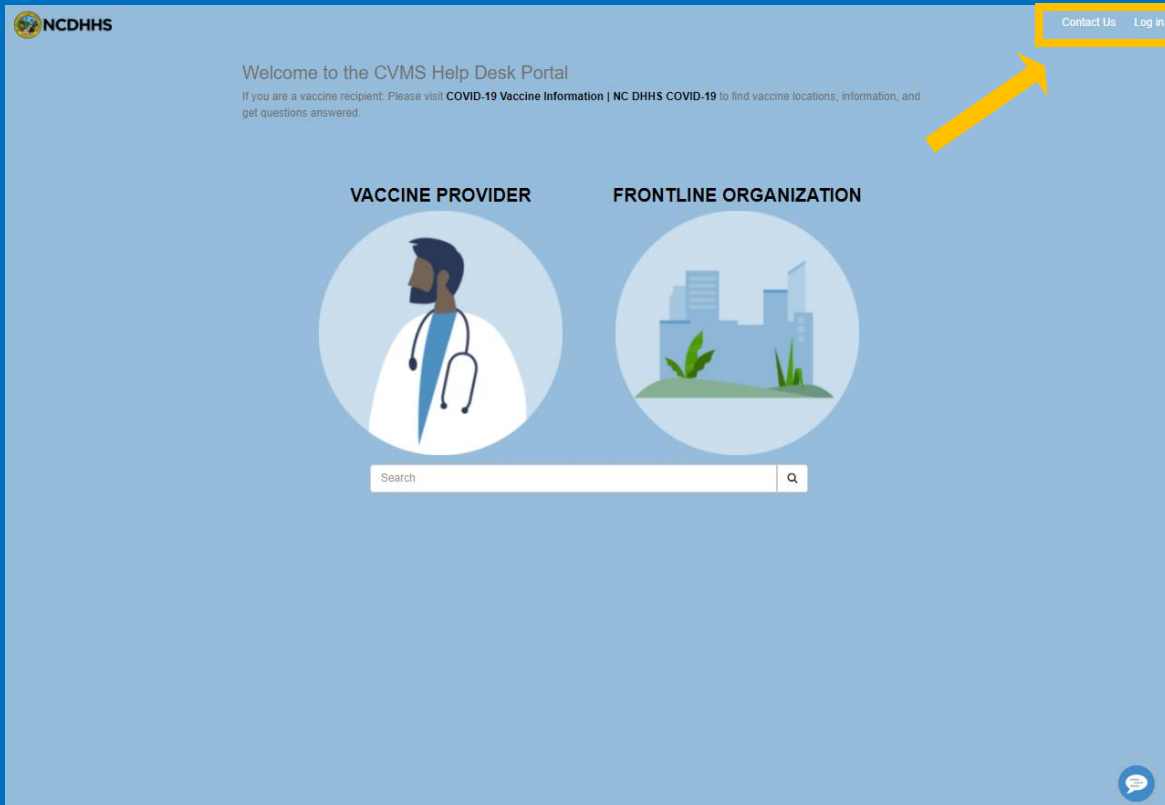 NCDHHS
Contact Us Log in
Welcome to the CVMS Help Desk Portal
If you are a vaccine recipient: Please visit COVID-19 Vaccine Information | NC DHHS COVID-19 to find vaccine locations, information, and
get questions answered.
VACCINE PROVIDER FRONTLINE ORGANIZATION
Search